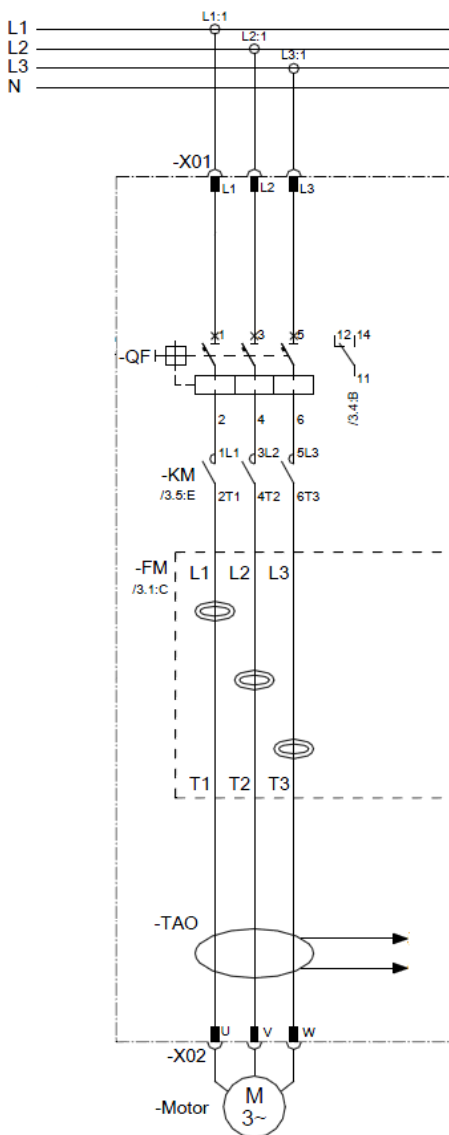 L1:1
L1
L2:1
L2
L3:1
L3
N
-X01
L1 L2 L3
1 3 5 12 14
-QF
11
2 4 6
/3.4:B
1L1 3L2 5L3
-KM
/3.5:E 2T1 4T2 6T3
-FM L1 L2 L3
/3.1:C
T1 T2 T3
-TAO
U V W
-X02
M
-Motor
3~